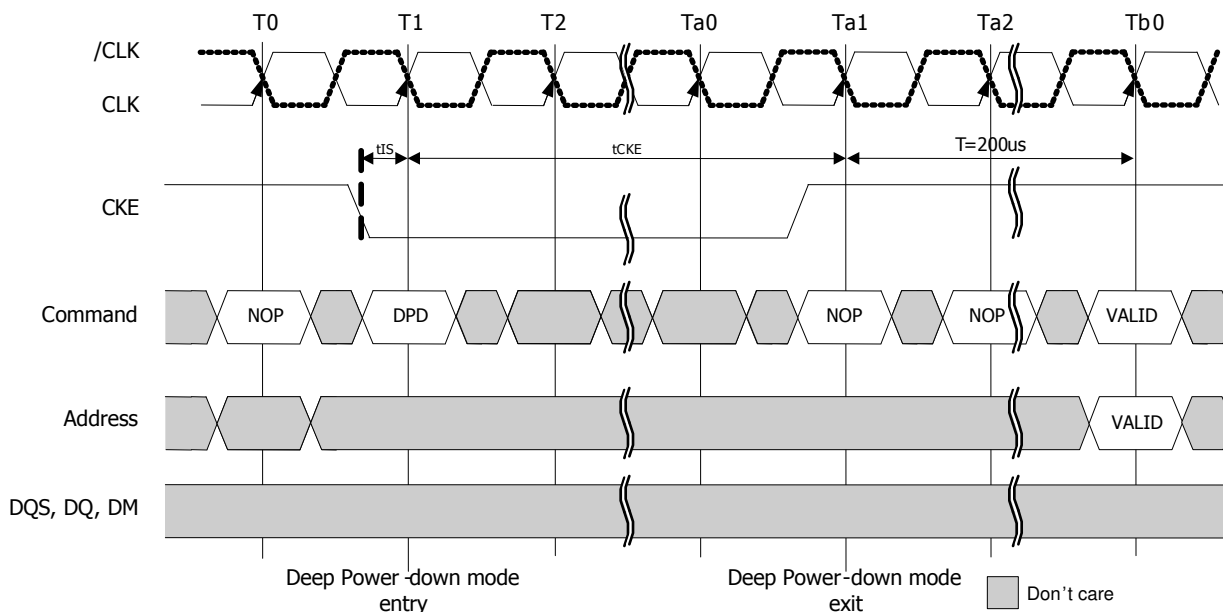 T0 T1 T2 Ta0 Ta1 Ta2 Tb0
/CLK
CLK
tIS tCKE T=200us
CKE
Command NOP DPD NOP NOP VALID
Address VALID
DQS, DQ, DM
Deep Power-down mode
entry
Deep Power-down mode
exit
Don't care